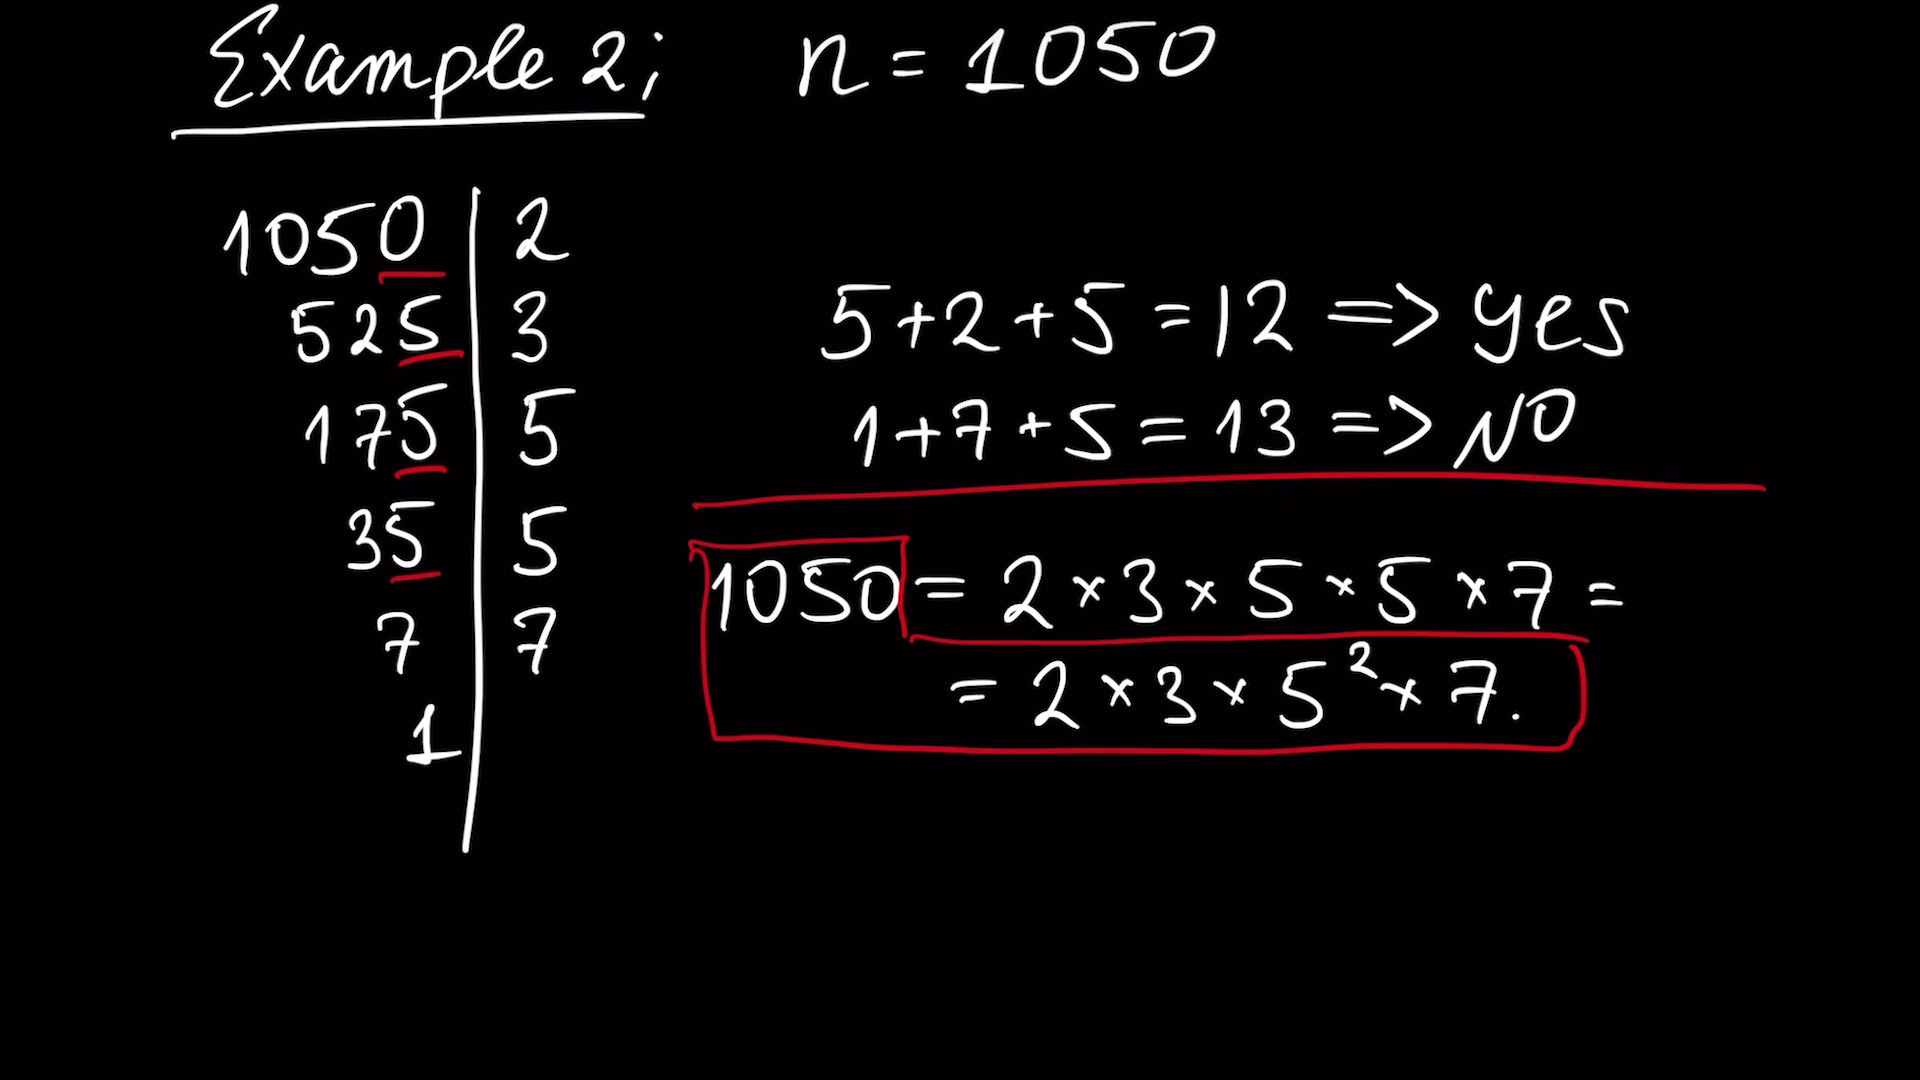 Example 2; n = 1050
1050 | 2
525 | 3
175 | 5
35 | 5
7 | 7
1
5+2+5=12 => yes
1+7+5=13 => NO
1050 = 2×3×5×5×7 =
= 2×3×5²×7.